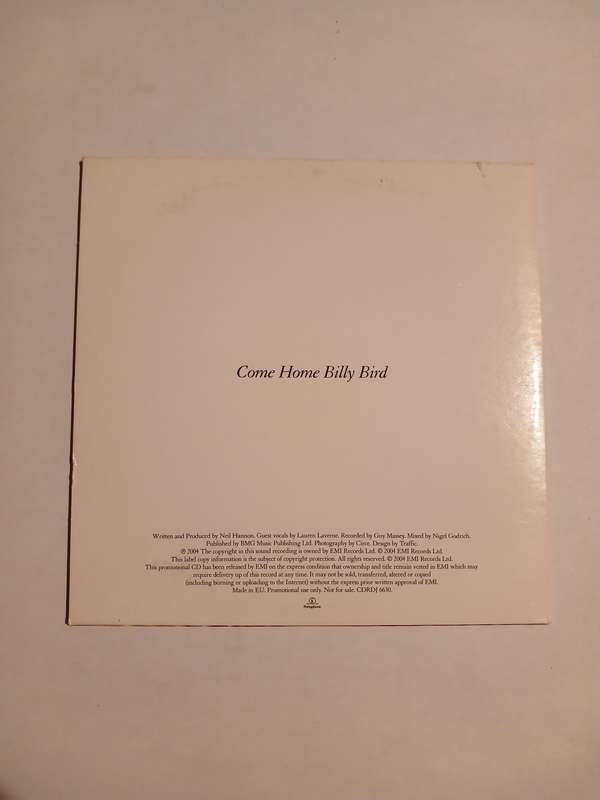 Come Home Billy Bird
Written and Produced by Neil Hannon. Guest vocals by Lauren Laverne. Recorded by Guy Massey. Mixed by Nigel Godrich.
Published by BMG Music Publishing Ltd. Photography by Circe. Design by Traffic.
℗ 2004 The copyright in this sound recording is owned by EMI Records Ltd. © 2004 EMI Records Ltd.
This label copy information is the subject of copyright protection. All rights reserved. © 2004 EMI Records Ltd.
This promotional CD has been released by EMI on the express condition that ownership and title remain vested in EMI which may
require delivery up of this record at any time. It may not be sold, transferred, altered or copied
(including burning or uploading to the Internet) without the express prior written approval of EMI.
Made in EU. Promotional use only. Not for sale. CDRDJ 6630.
Parlophone